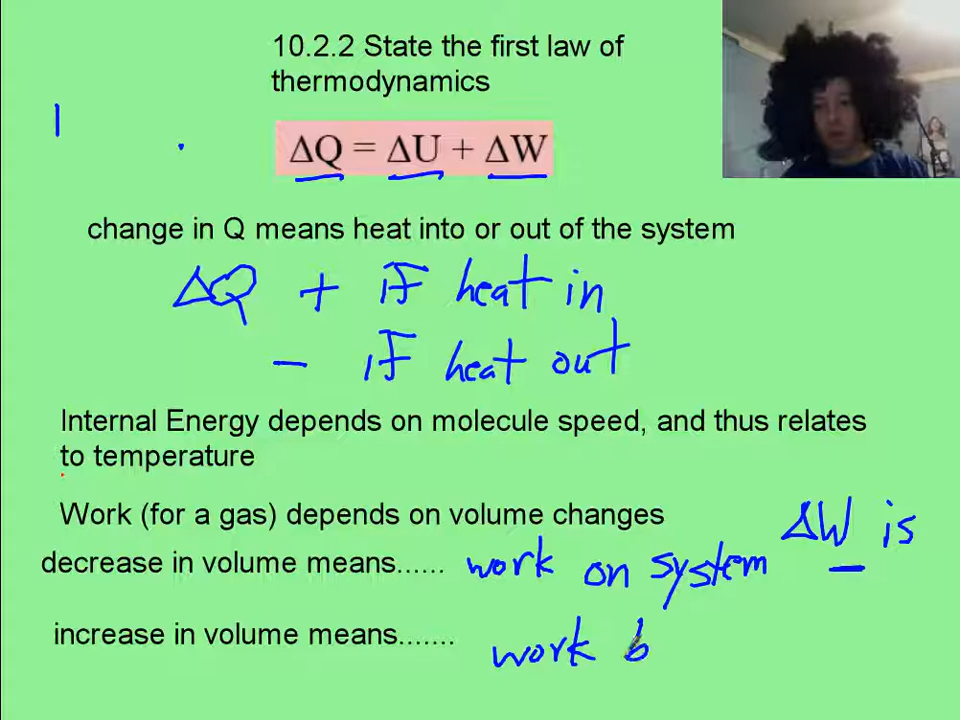 10.2.2 State the first law of
thermodynamics
ΔQ = ΔU + ΔW
change in Q means heat into or out of the system
ΔQ + if heat in
− if heat out
Internal Energy depends on molecule speed, and thus relates
to temperature
Work (for a gas) depends on volume changes
decrease in volume means...... work on system ΔW is −
increase in volume means....... work b